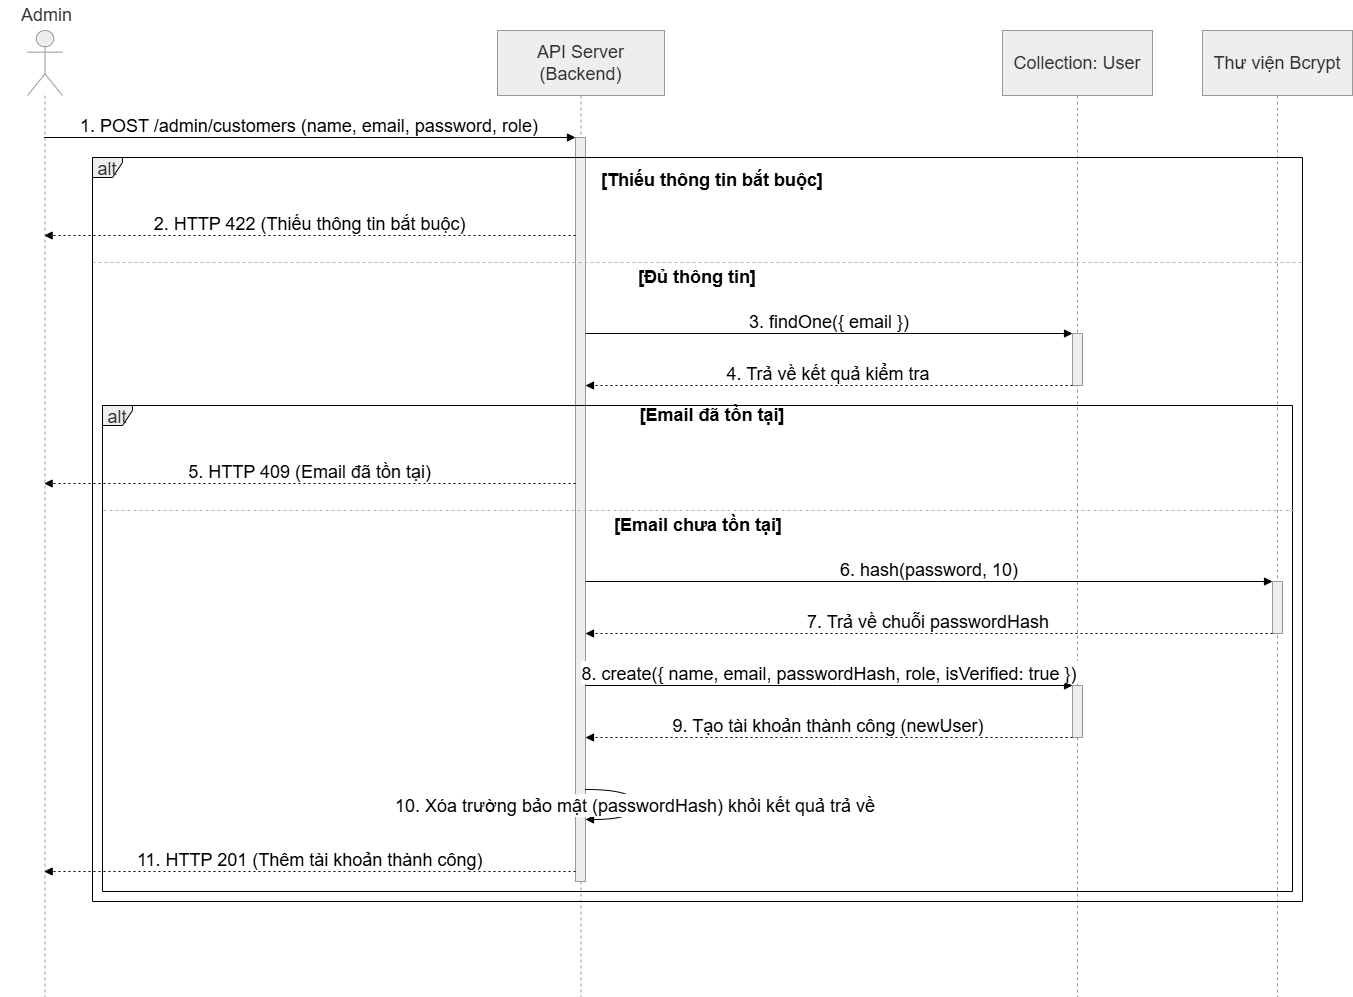 Admin
API Server
(Backend)
Collection: User
Thư viện Bcrypt
1. POST /admin/customers (name, email, password, role)
alt
[Thiếu thông tin bắt buộc]
2. HTTP 422 (Thiếu thông tin bắt buộc)
[Đủ thông tin]
3. findOne({ email })
4. Trả về kết quả kiểm tra
alt
[Email đã tồn tại]
5. HTTP 409 (Email đã tồn tại)
[Email chưa tồn tại]
6. hash(password, 10)
7. Trả về chuỗi passwordHash
8. create({ name, email, passwordHash, role, isVerified: true })
9. Tạo tài khoản thành công (newUser)
10. Xóa trường bảo mật (passwordHash) khỏi kết quả trả về
11. HTTP 201 (Thêm tài khoản thành công)